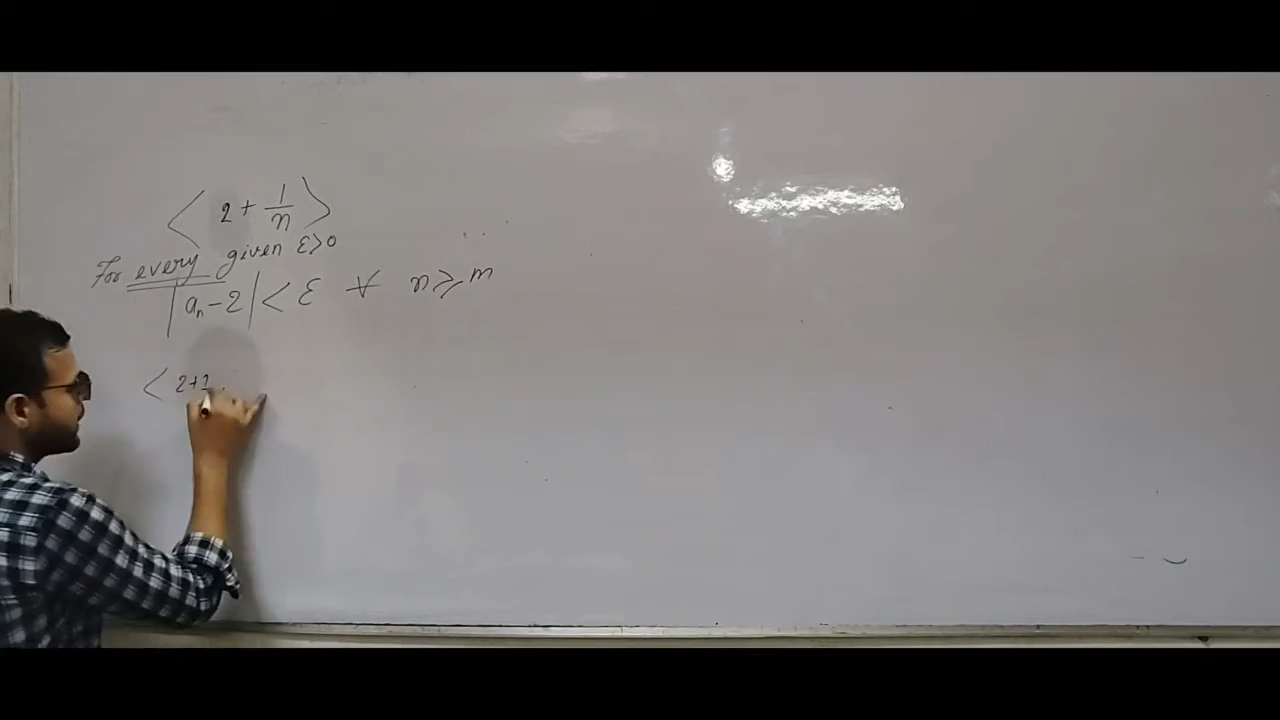 < 2 + 1/n >
For every given ε>0
|aₙ - 2| < ε ∀ n ⩾ m
< 2+1